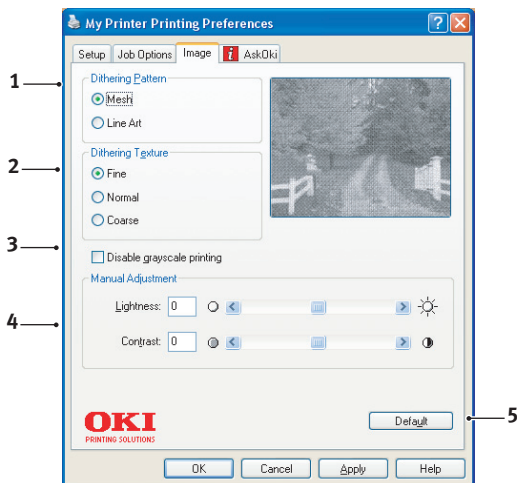 My Printer Printing Preferences
Setup Job Options Image i AskOki
1
Dithering Pattern
Mesh
Line Art
2
Dithering Texture
Fine
Normal
Coarse
3
Disable grayscale printing
Manual Adjustment
Lightness: 0
4
Contrast: 0
OKI
PRINTING SOLUTIONS
Default
5
OK Cancel Apply Help